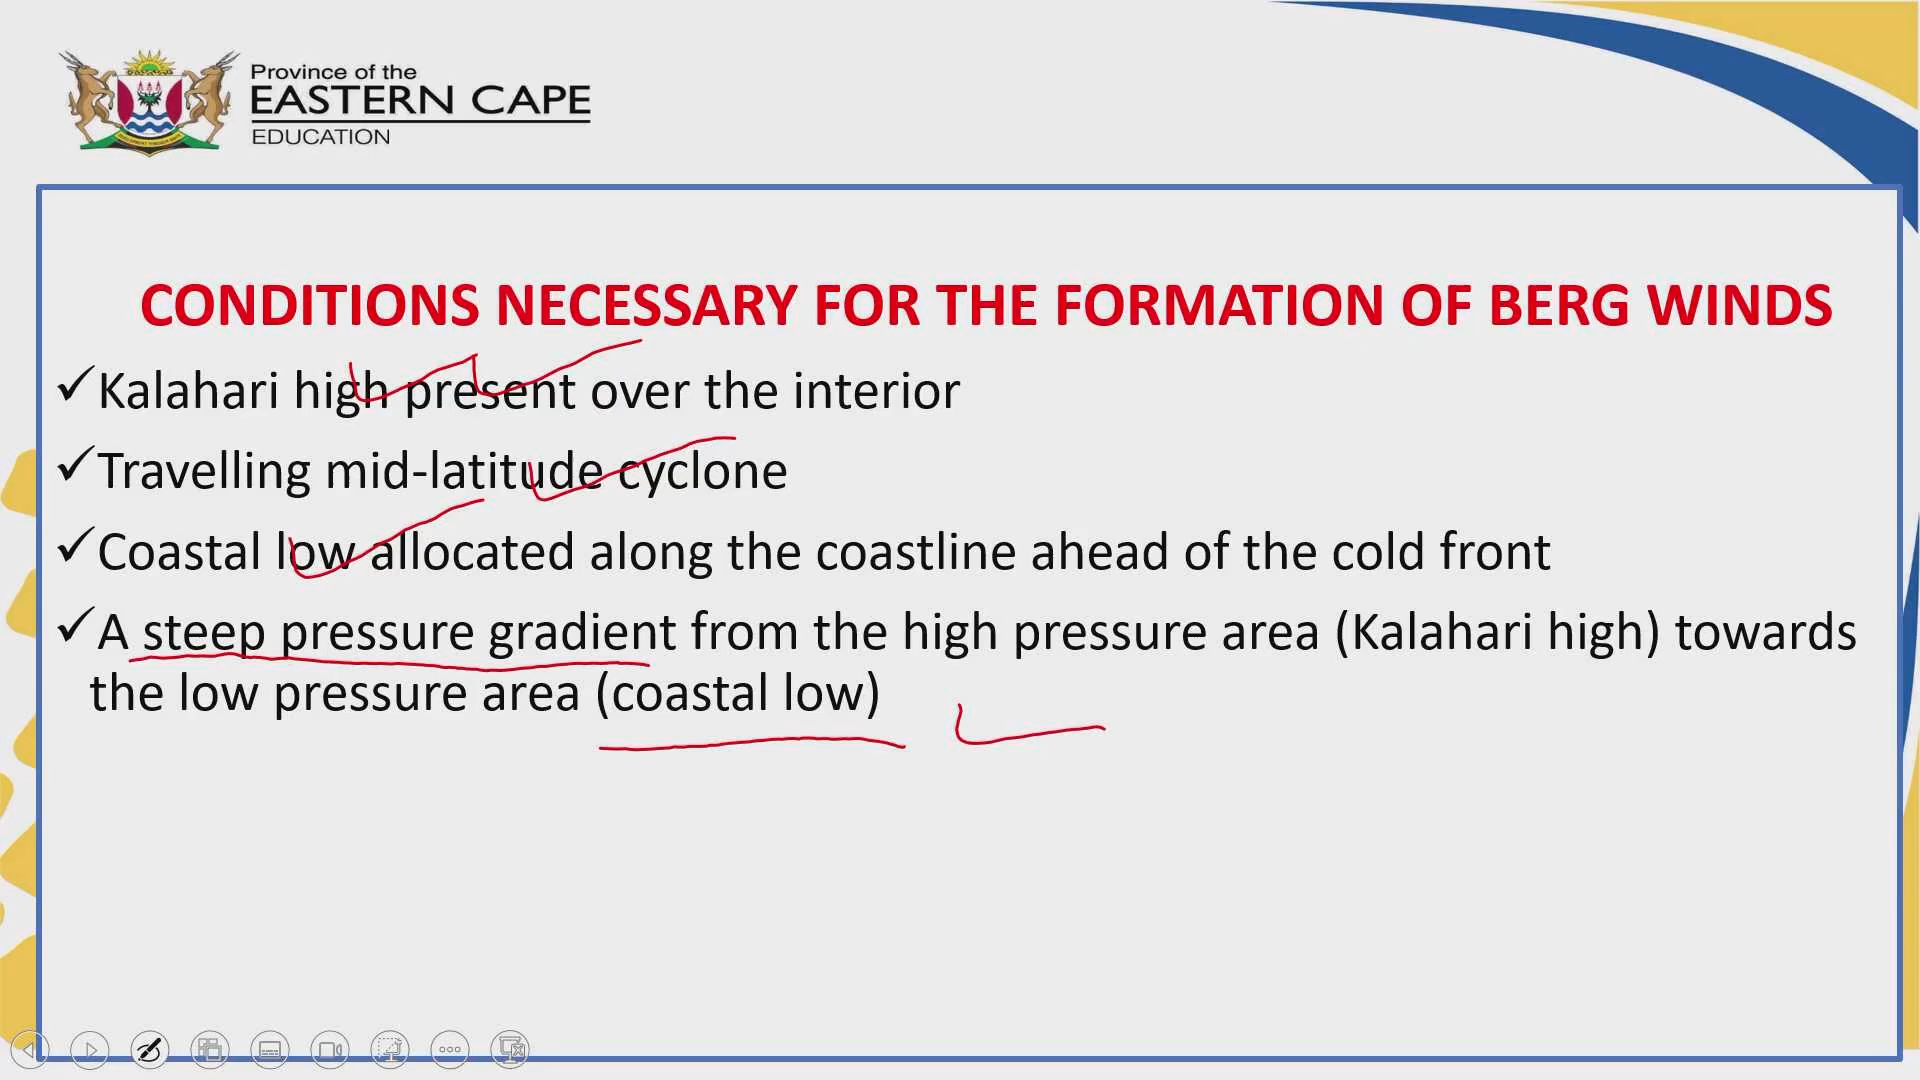 Province of the
EASTERN CAPE
EDUCATION
CONDITIONS NECESSARY FOR THE FORMATION OF BERG WINDS
✓Kalahari high present over the interior
✓Travelling mid-latitude cyclone
✓Coastal low allocated along the coastline ahead of the cold front
✓A steep pressure gradient from the high pressure area (Kalahari high) towards
the low pressure area (coastal low)